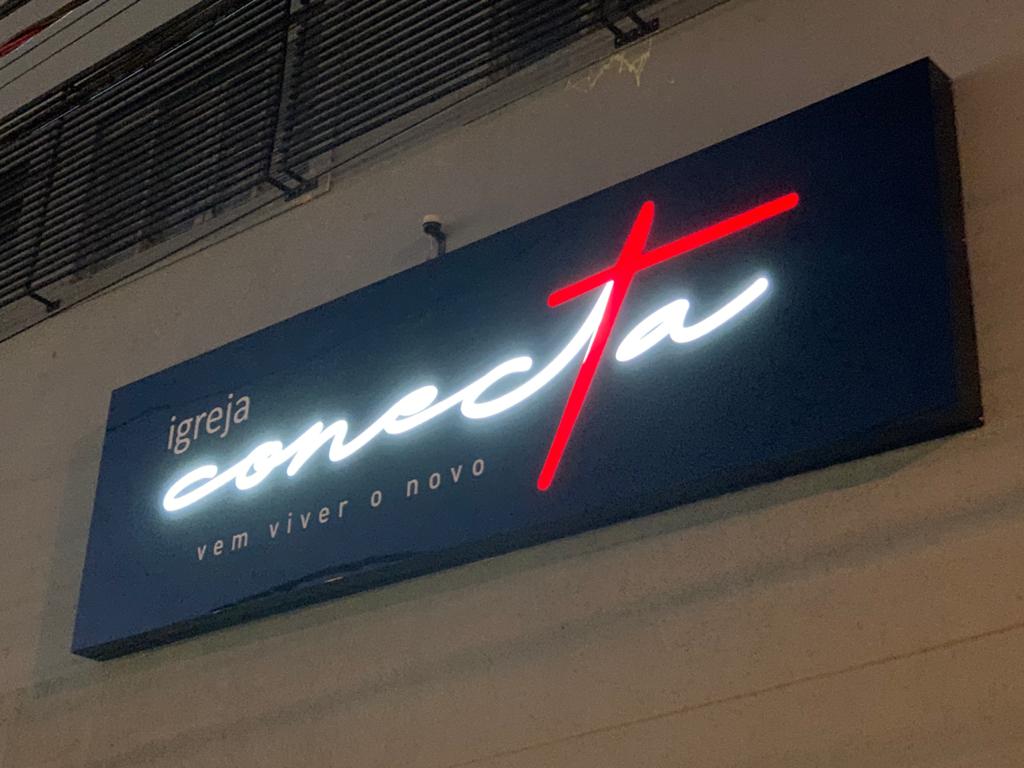 igreja
conecta
vem viver o novo